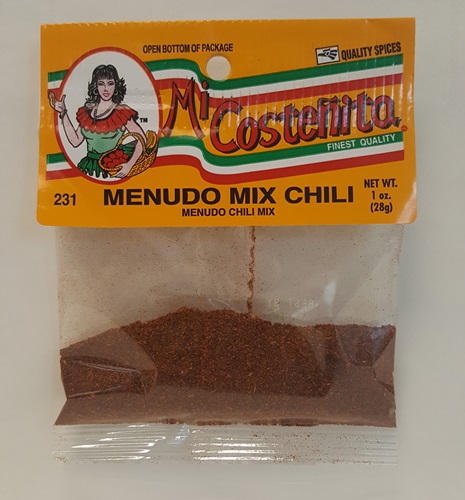 OPEN BOTTOM OF PACKAGE
QUALITY SPICES
Mi Costeñito
TM
FINEST QUALITY
231
MENUDO MIX CHILI
MENUDO CHILI MIX
NET WT.
1 oz.
(28g)